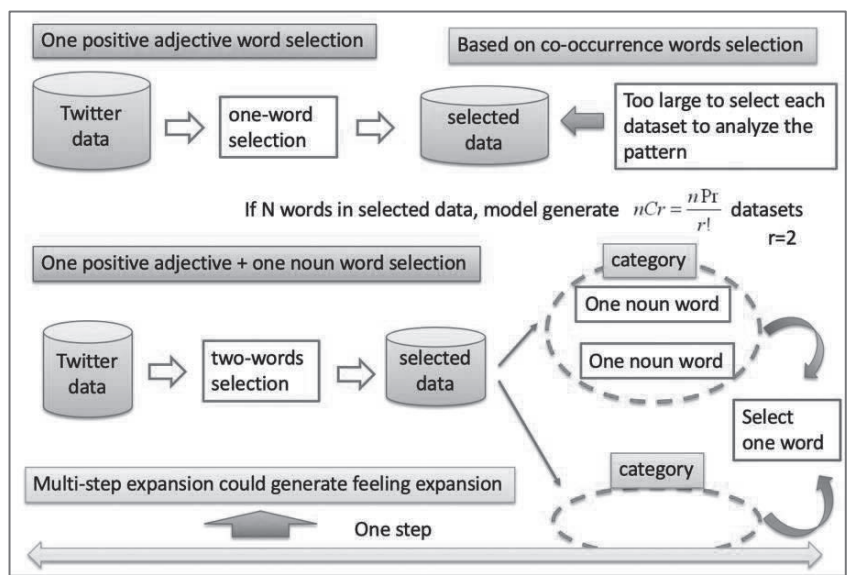 One positive adjective word selection
Based on co-occurrence words selection
Twitter
data
one-word
selection
selected
data
Too large to select each
dataset to analyze the
pattern
If N words in selected data, model generate nCr = nPr / r! datasets
r=2
One positive adjective + one noun word selection
category
One noun word
One noun word
Twitter
data
two-words
selection
selected
data
Select
one word
category
Multi-step expansion could generate feeling expansion
One step